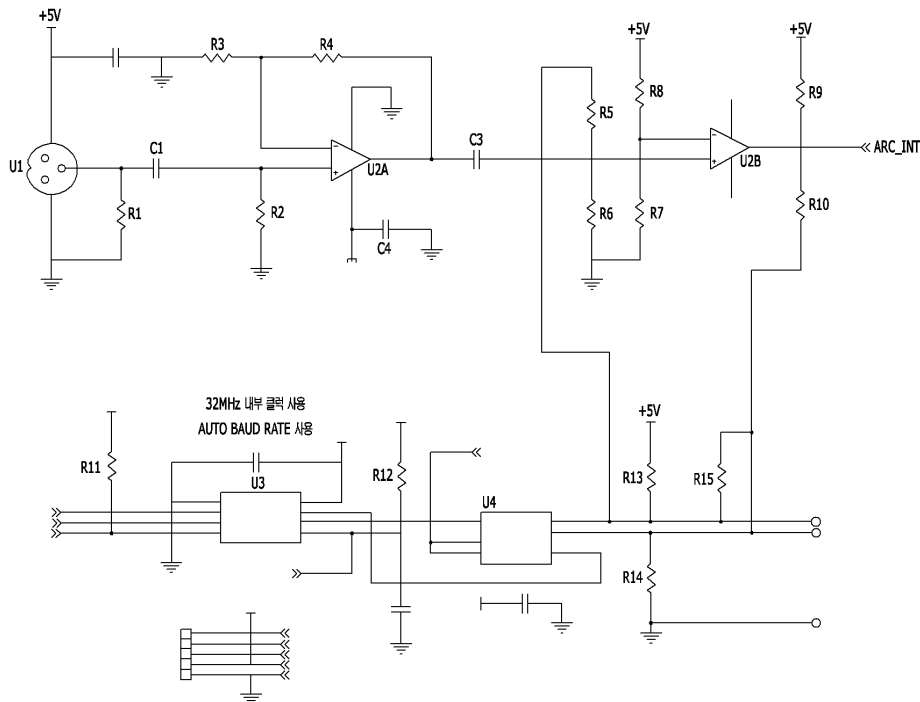 +5V
+5V
+5V
R3
R4
R8
R9
R5
C1
C3
U1
U2A
U2B
ARC_INT
R1
R2
R6
R7
R10
C4
32MHz 내부 클럭 사용
AUTO BAUD RATE 사용
+5V
R11
R12
R13
R15
U3
U4
R14